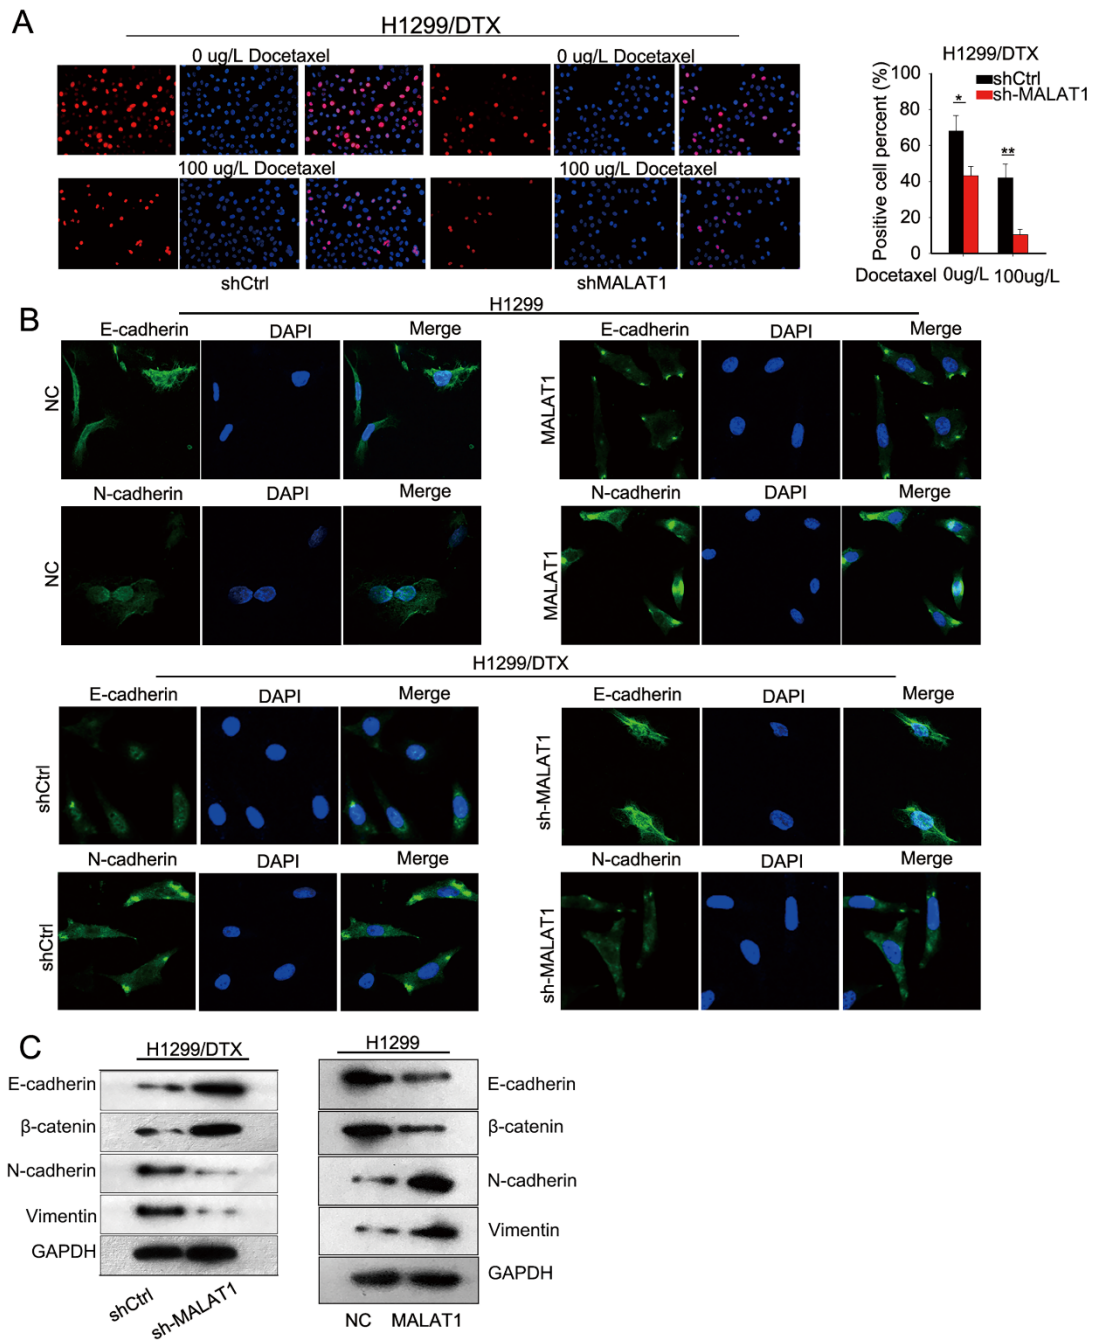 A
H1299/DTX
0 ug/L Docetaxel
0 ug/L Docetaxel
100 ug/L Docetaxel
100 ug/L Docetaxel
shCtrl
shMALAT1
H1299/DTX
Positive cell percent (%)
100
80
60
40
20
0
shCtrl
sh-MALAT1
*
**
Docetaxel 0ug/L 100ug/L
B
H1299
E-cadherin DAPI Merge
E-cadherin DAPI Merge
NC
MALAT1
N-cadherin DAPI Merge
N-cadherin DAPI Merge
NC
MALAT1
H1299/DTX
E-cadherin DAPI Merge
E-cadherin DAPI Merge
shCtrl
sh-MALAT1
N-cadherin DAPI Merge
N-cadherin DAPI Merge
shCtrl
sh-MALAT1
C
H1299/DTX
E-cadherin
β-catenin
N-cadherin
Vimentin
GAPDH
shCtrl
sh-MALAT1
H1299
E-cadherin
β-catenin
N-cadherin
Vimentin
GAPDH
NC MALAT1